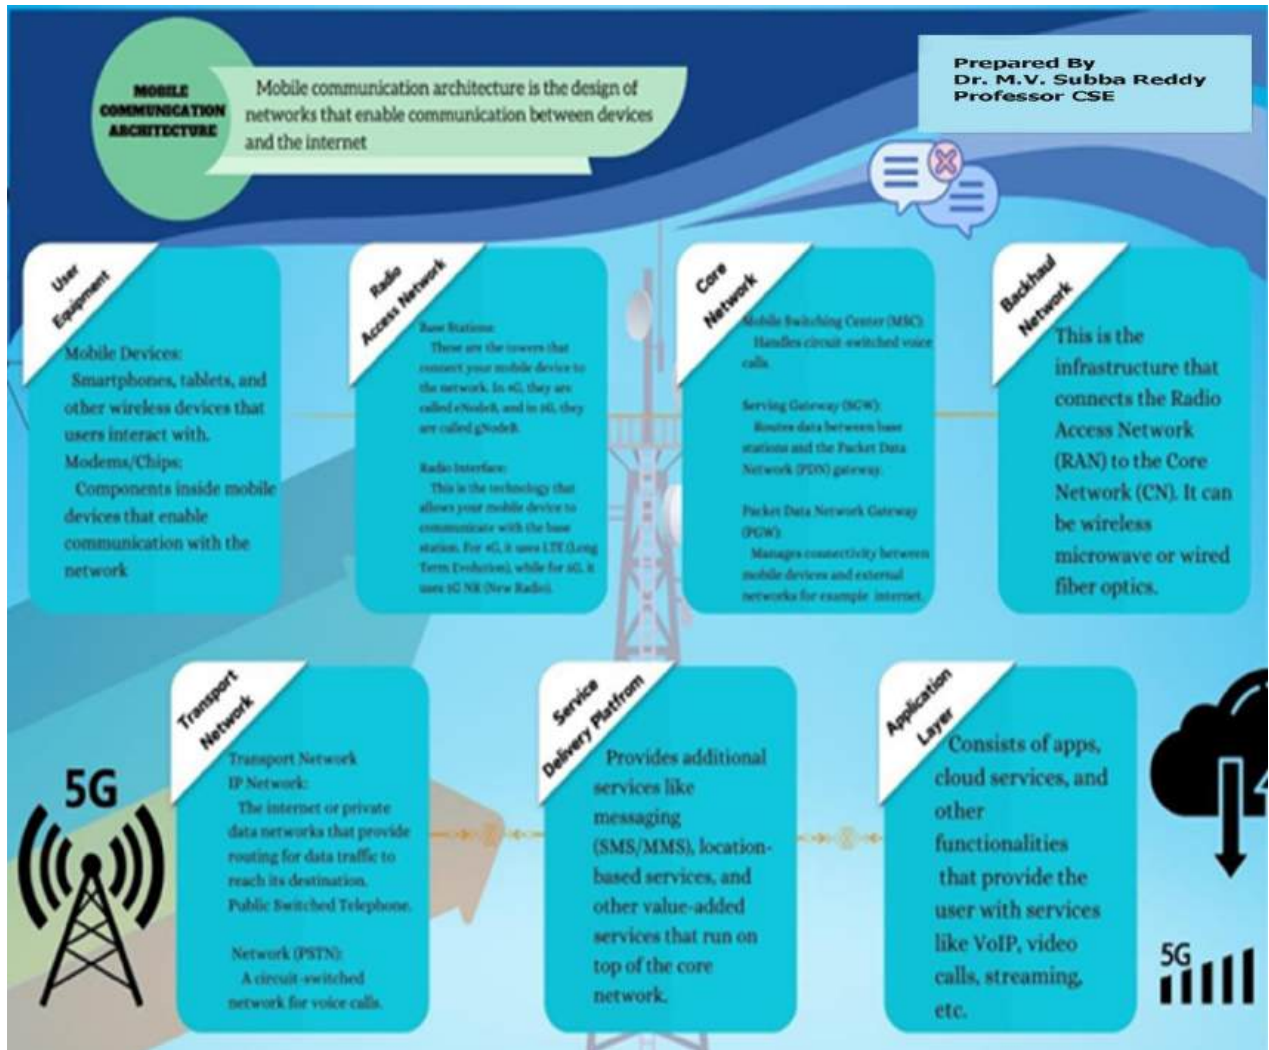 MOBILE
COMMUNICATION
ARCHITECTURE
Mobile communication architecture is the design of
networks that enable communication between devices
and the internet
Prepared By
Dr. M.V. Subba Reddy
Professor CSE
User
Equipment
Mobile Devices:
Smartphones, tablets, and
other wireless devices that
users interact with.
Modems/Chips:
Components inside mobile
devices that enable
communication with the
network
Radio
Access Network
Base Stations:
These are the towers that
connect your mobile device to
the network. In 4G, they are
called eNodeB, and in 5G, they
are called gNodeB.
Radio Interface:
This is the technology that
allows your mobile device to
communicate with the base
station. For 4G, it uses LTE (Long
Term Evolution), while for 5G, it
uses 5G NR (New Radio).
Core
Network
Mobile Switching Center (MSC):
Handles circuit-switched voice
calls.
Serving Gateway (SGW):
Routes data between base
stations and the Packet Data
Network (PDN) gateway.
Packet Data Network Gateway
(PGW):
Manages connectivity between
mobile devices and external
networks for example internet.
Backhaul
Network
This is the
infrastructure that
connects the Radio
Access Network
(RAN) to the Core
Network (CN). It can
be wireless
microwave or wired
fiber optics.
5G
Transport
Network
Transport Network
IP Network:
The internet or private
data networks that provide
routing for data traffic to
reach its destination.
Public Switched Telephone.
Network (PSTN):
A circuit-switched
network for voice calls.
Service
Delivery Platfrom
Provides additional
services like
messaging
(SMS/MMS), location-
based services, and
other value-added
services that run on
top of the core
network.
Application
Layer
Consists of apps,
cloud services, and
other
functionalities
that provide the
user with services
like VoIP, video
calls, streaming,
etc.
5G